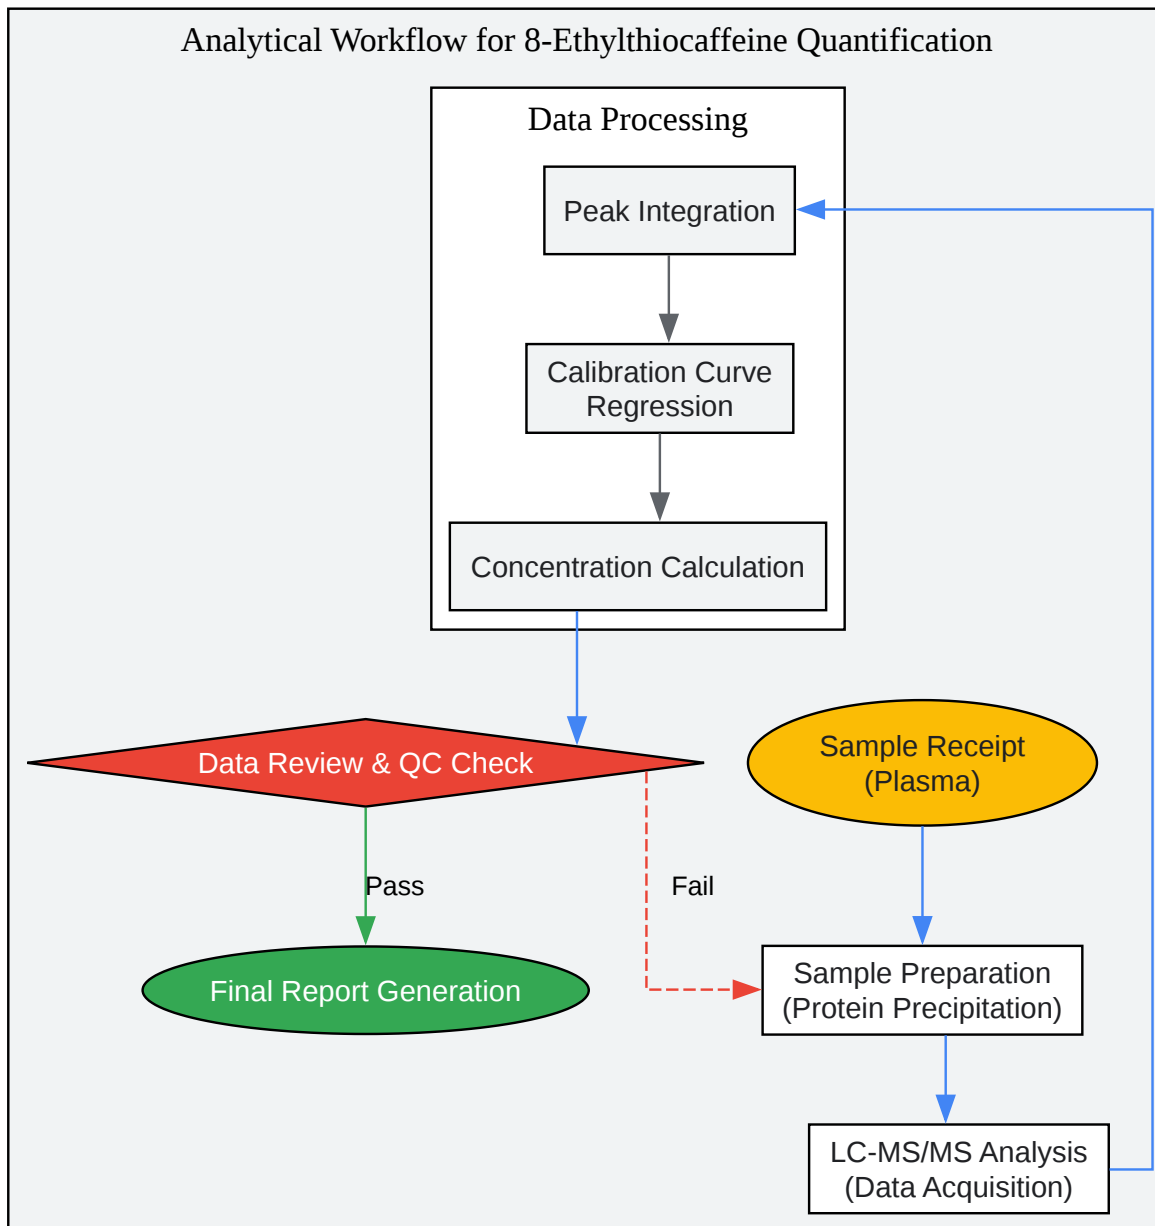 Analytical Workflow for 8-Ethylthiocaffeine Quantification
Data Processing
Peak Integration
Calibration Curve
Regression
Concentration Calculation
Data Review & QC Check
Sample Receipt
(Plasma)
Pass
Fail
Final Report Generation
Sample Preparation
(Protein Precipitation)
LC-MS/MS Analysis
(Data Acquisition)